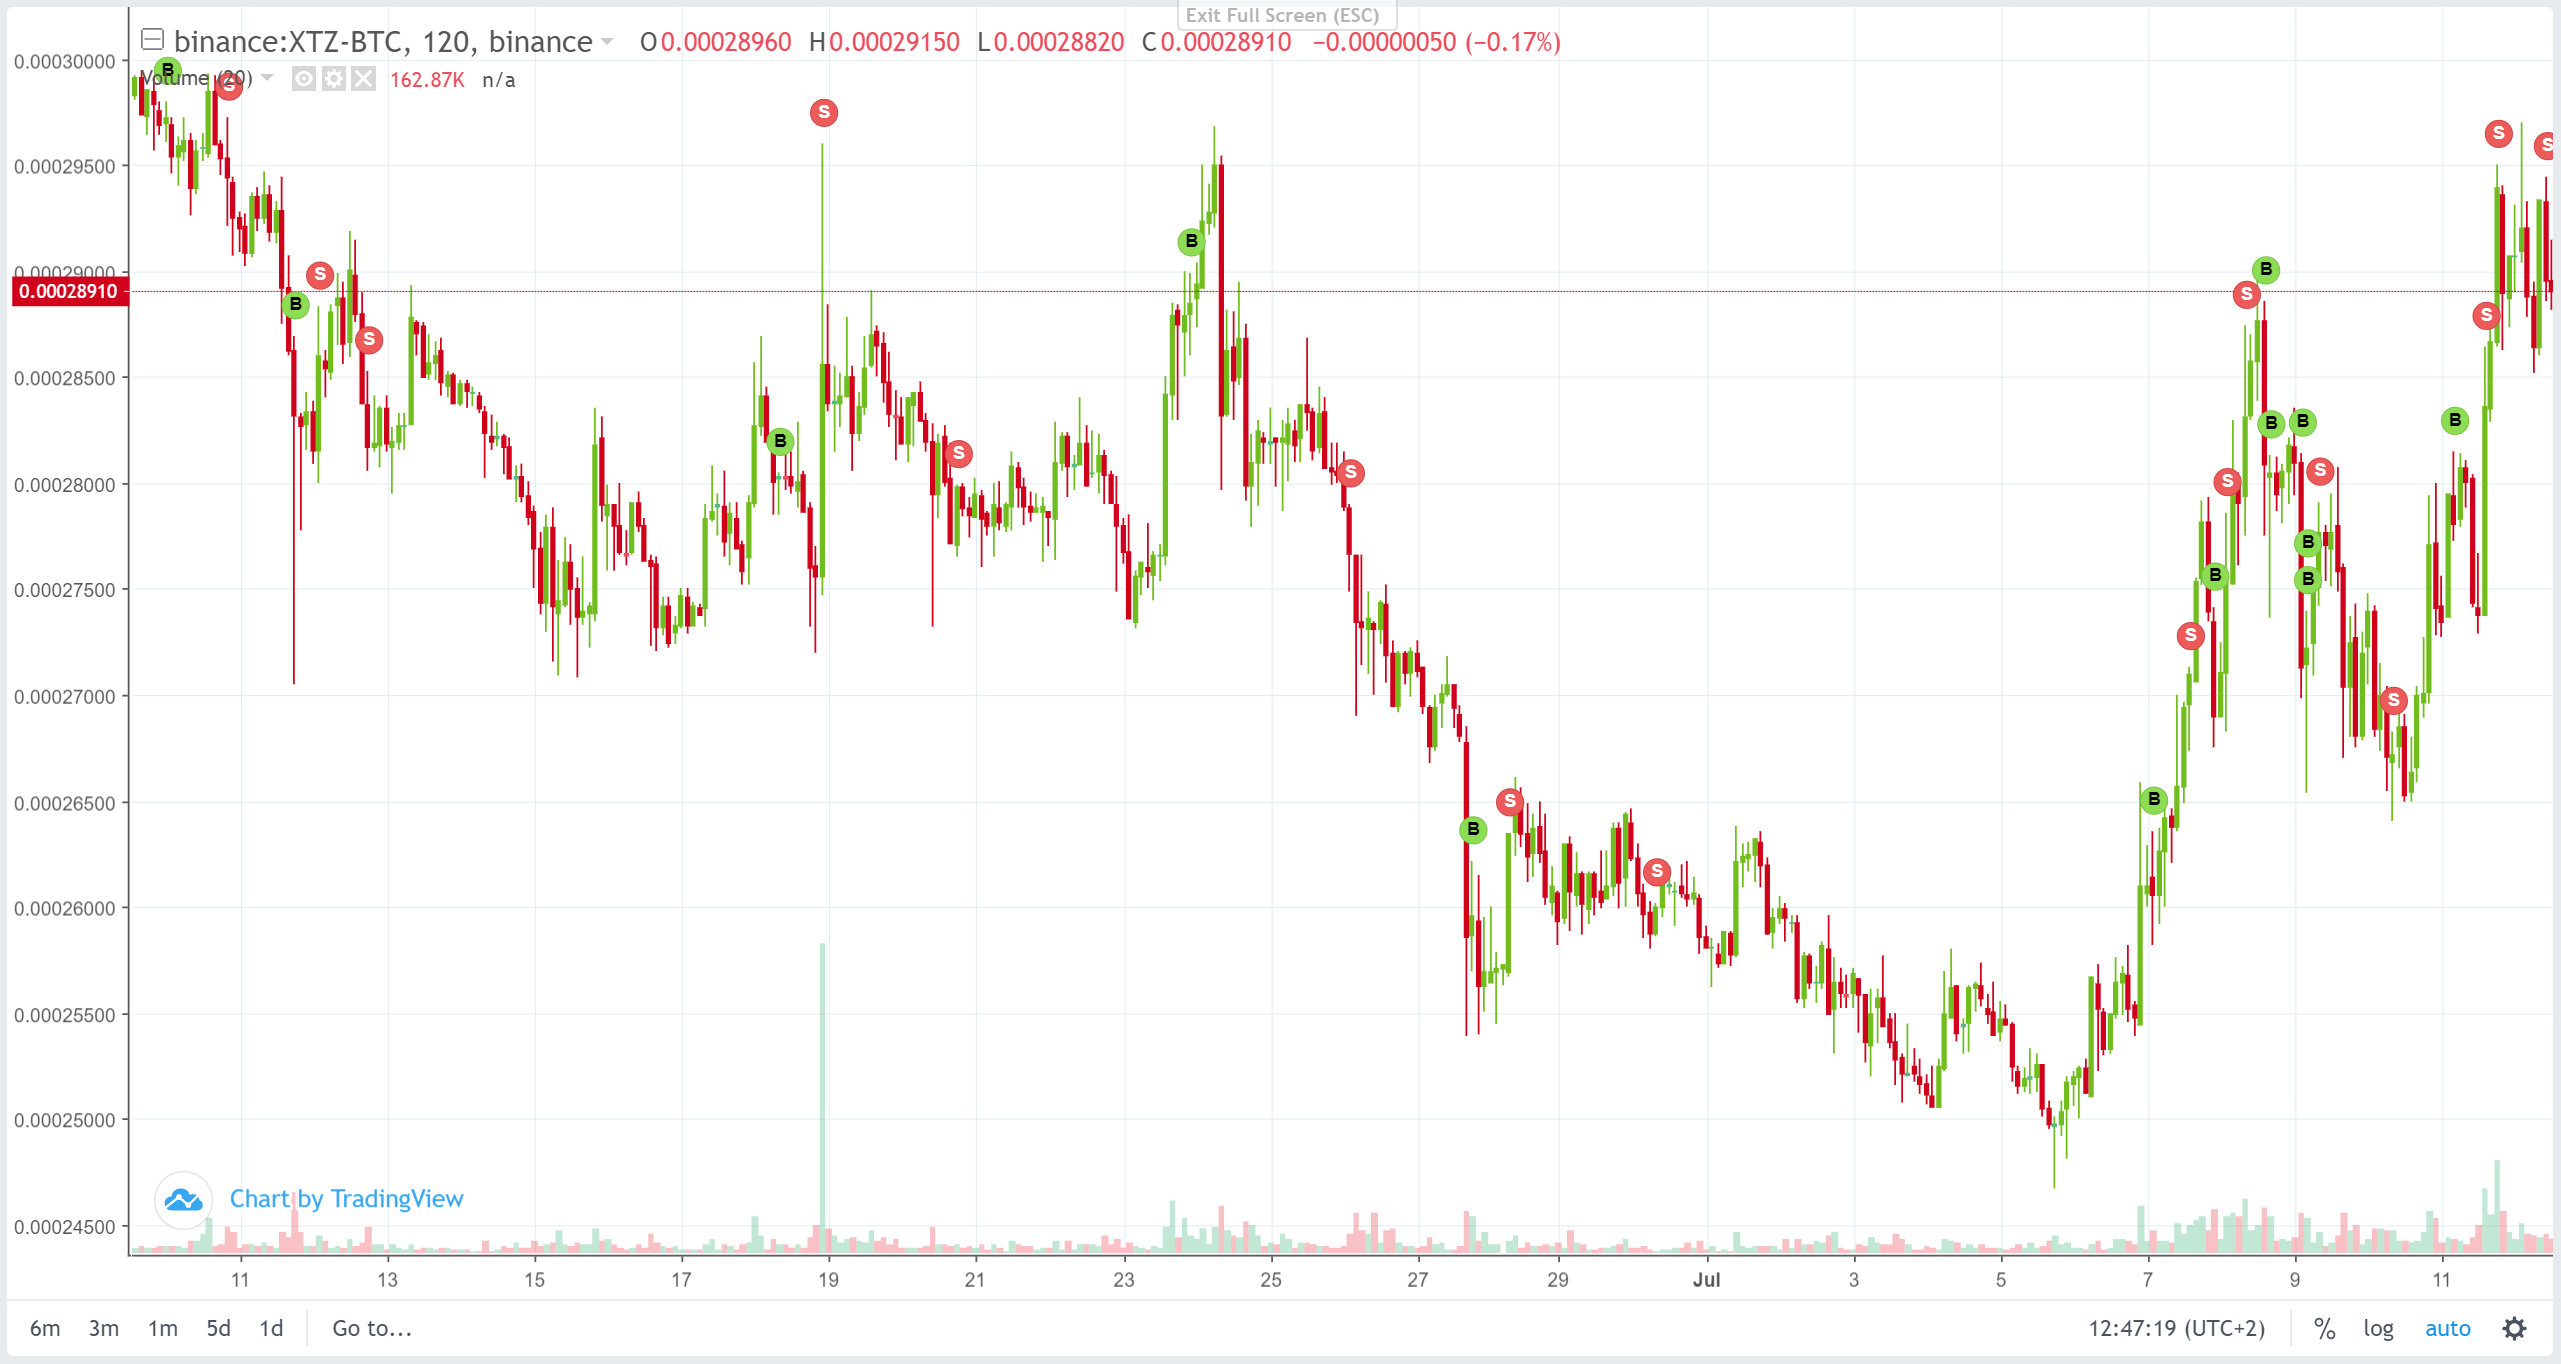 Exit Full Screen (ESC)
binance:XTZ-BTC, 120, binance O0.00028960 H0.00029150 L0.00028820 C0.00028910 −0.00000050 (−0.17%)
Volume (20) 162.87K n/a
0.00030000
0.00029500
0.00029000
0.00028910
0.00028500
0.00028000
0.00027500
0.00027000
0.00026500
0.00026000
0.00025500
0.00025000
0.00024500
B
S
B
S
S
B
S
S
B
S
B
S
S
B
S
B
S
S
S
B
B
B
S
B
B
S
B
S
S
S
Chart by TradingView
11 13 15 17 19 21 23 25 27 29 Jul 3 5 7 9 11
6m 3m 1m 5d 1d Go to... 12:47:19 (UTC+2) % log auto